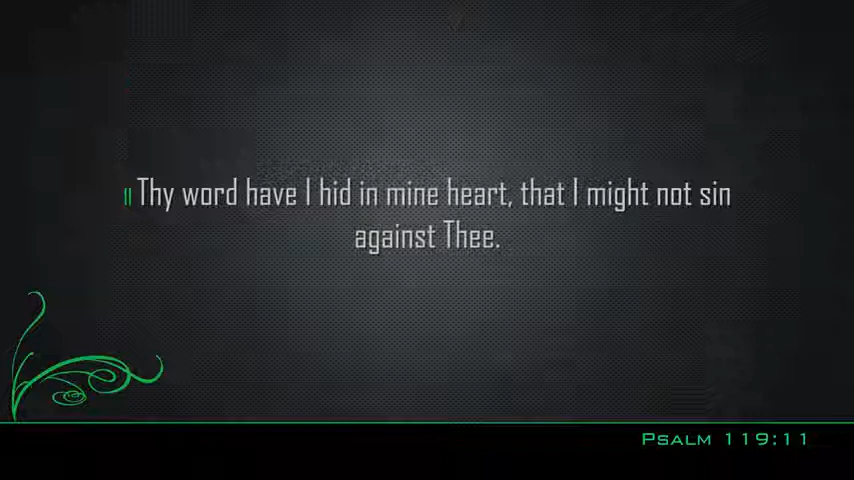 11 Thy word have I hid in mine heart, that I might not sin
against Thee.
Psalm 119:11